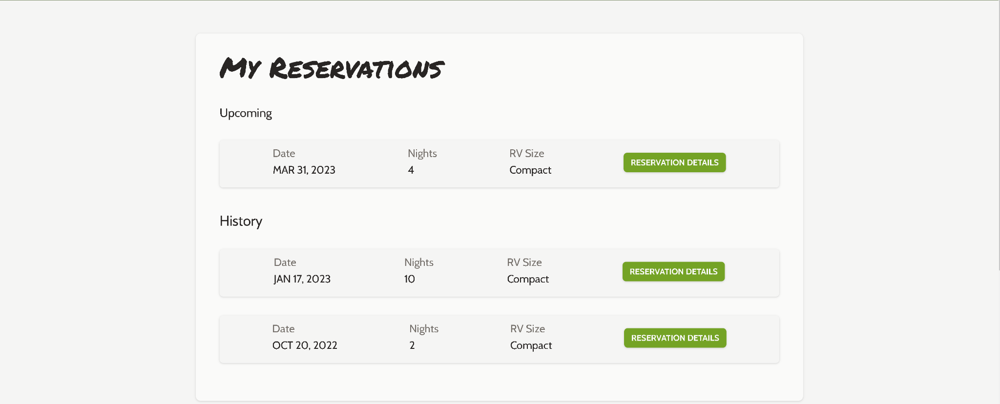 My Reservations
Upcoming
Date Nights RV Size
MAR 31, 2023 4 Compact RESERVATION DETAILS
History
Date Nights RV Size
JAN 17, 2023 10 Compact RESERVATION DETAILS
Date Nights RV Size
OCT 20, 2022 2 Compact RESERVATION DETAILS